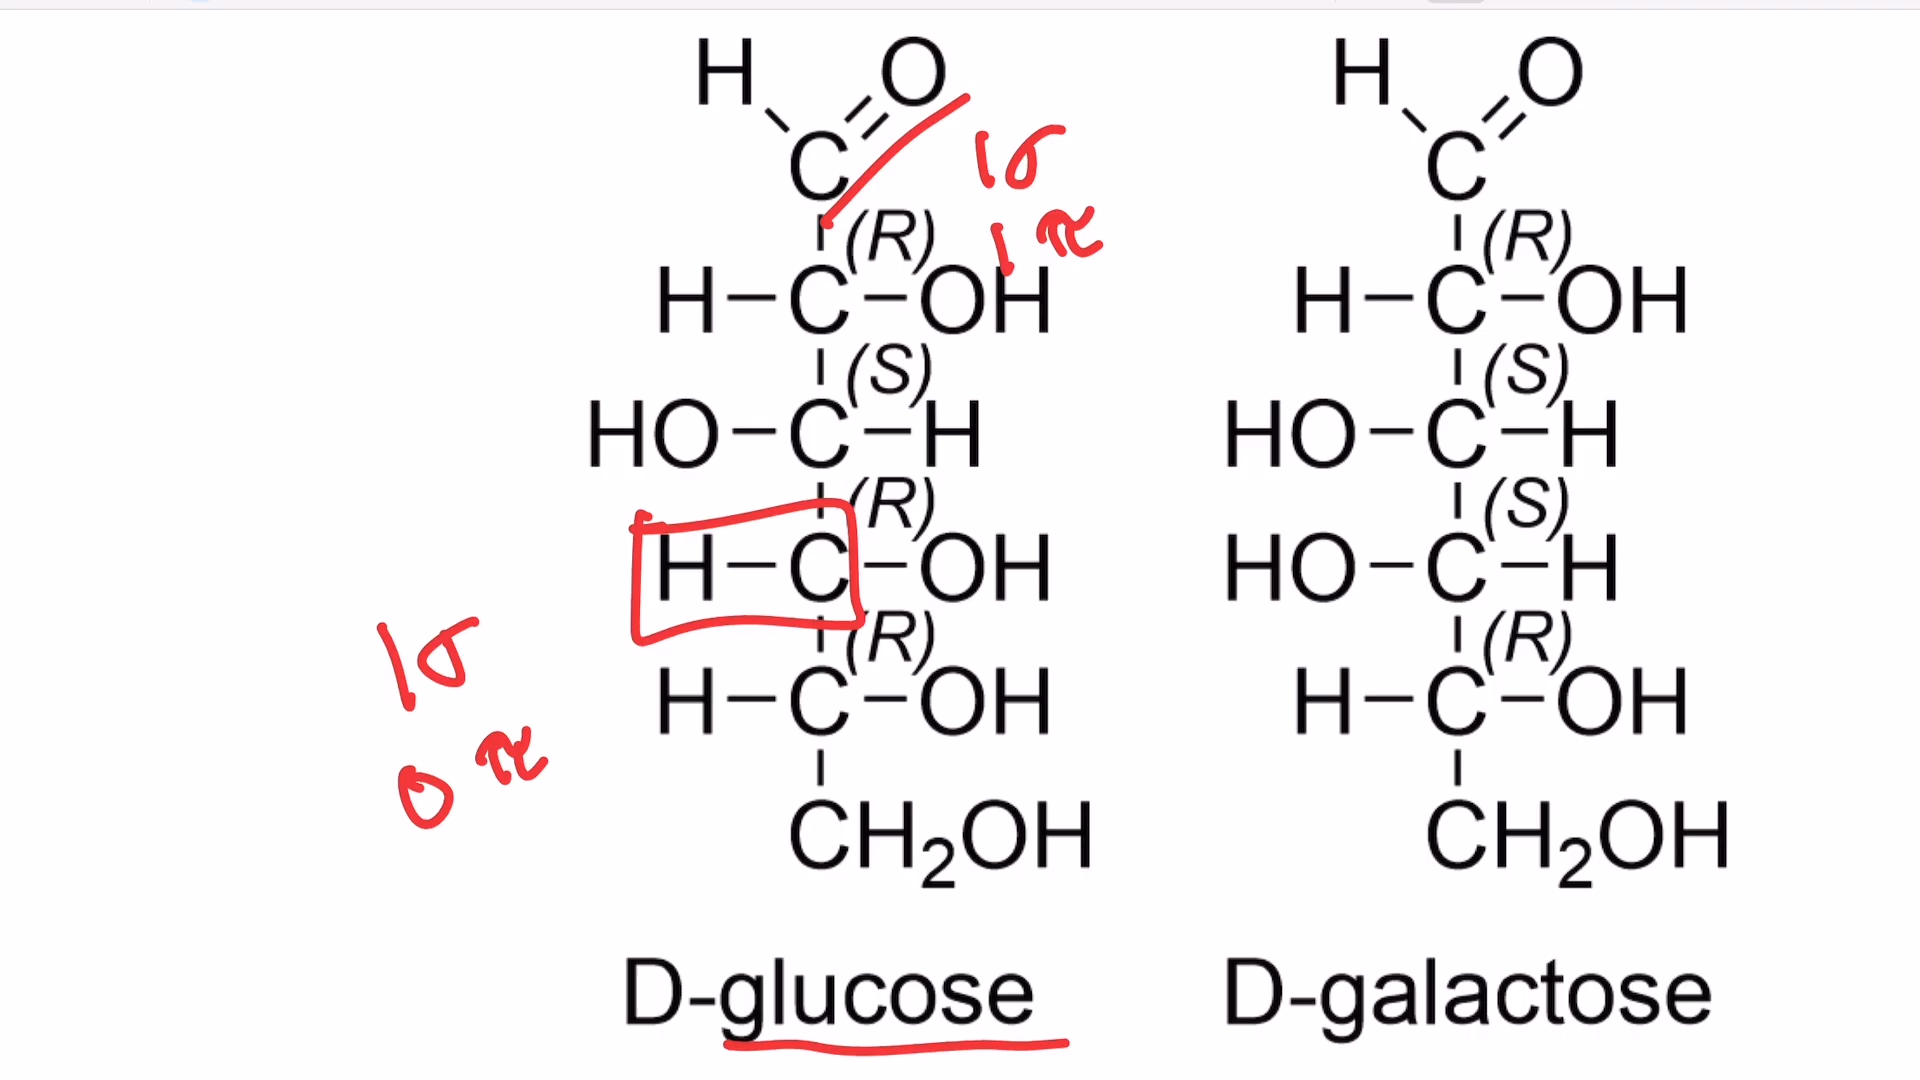 H O H O
C 1σ C
(R) 1π (R)
H–C–OH H–C–OH
(S) (S)
HO–C–H HO–C–H
(R) (S)
H–C–OH HO–C–H
1σ (R) (R)
H–C–OH H–C–OH
0π
CH₂OH CH₂OH
D-glucose D-galactose